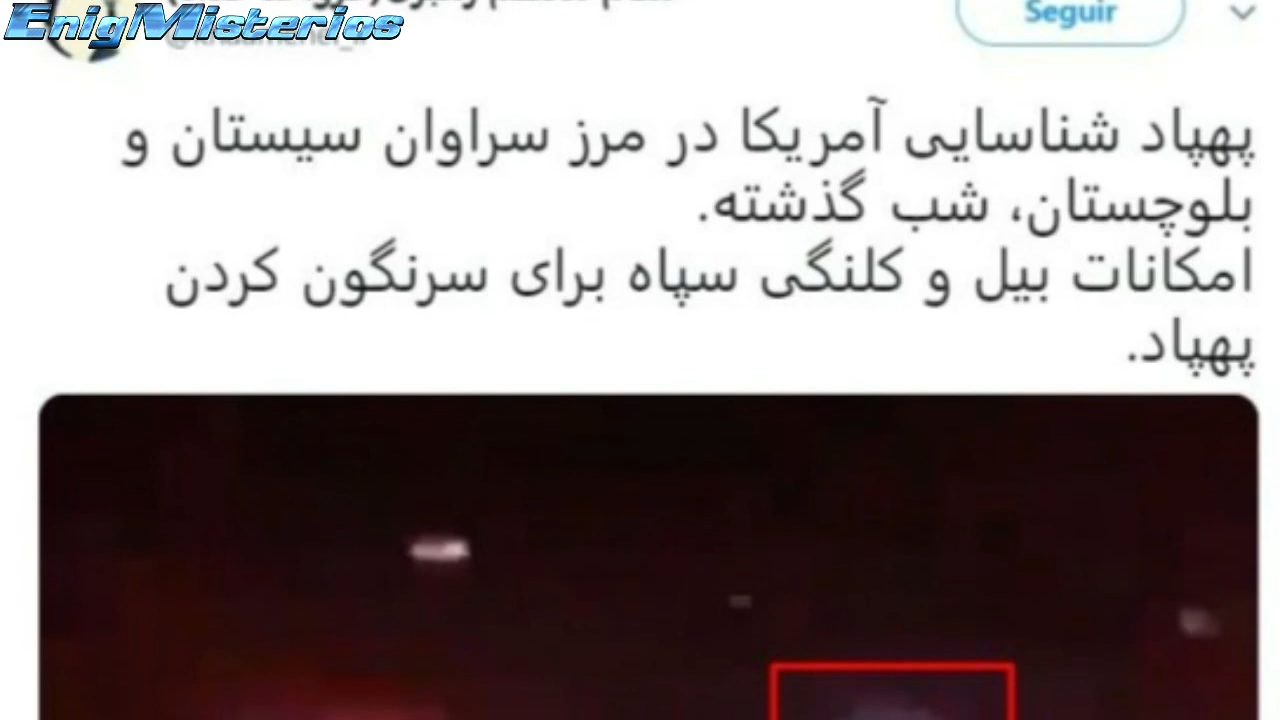 EnigMisterios
Seguir
پهپاد شناسایی آمریکا در مرز سراوان سیستان و
بلوچستان، شب گذشته.
امکانات بیل و کلنگی سپاه برای سرنگون کردن
پهپاد.